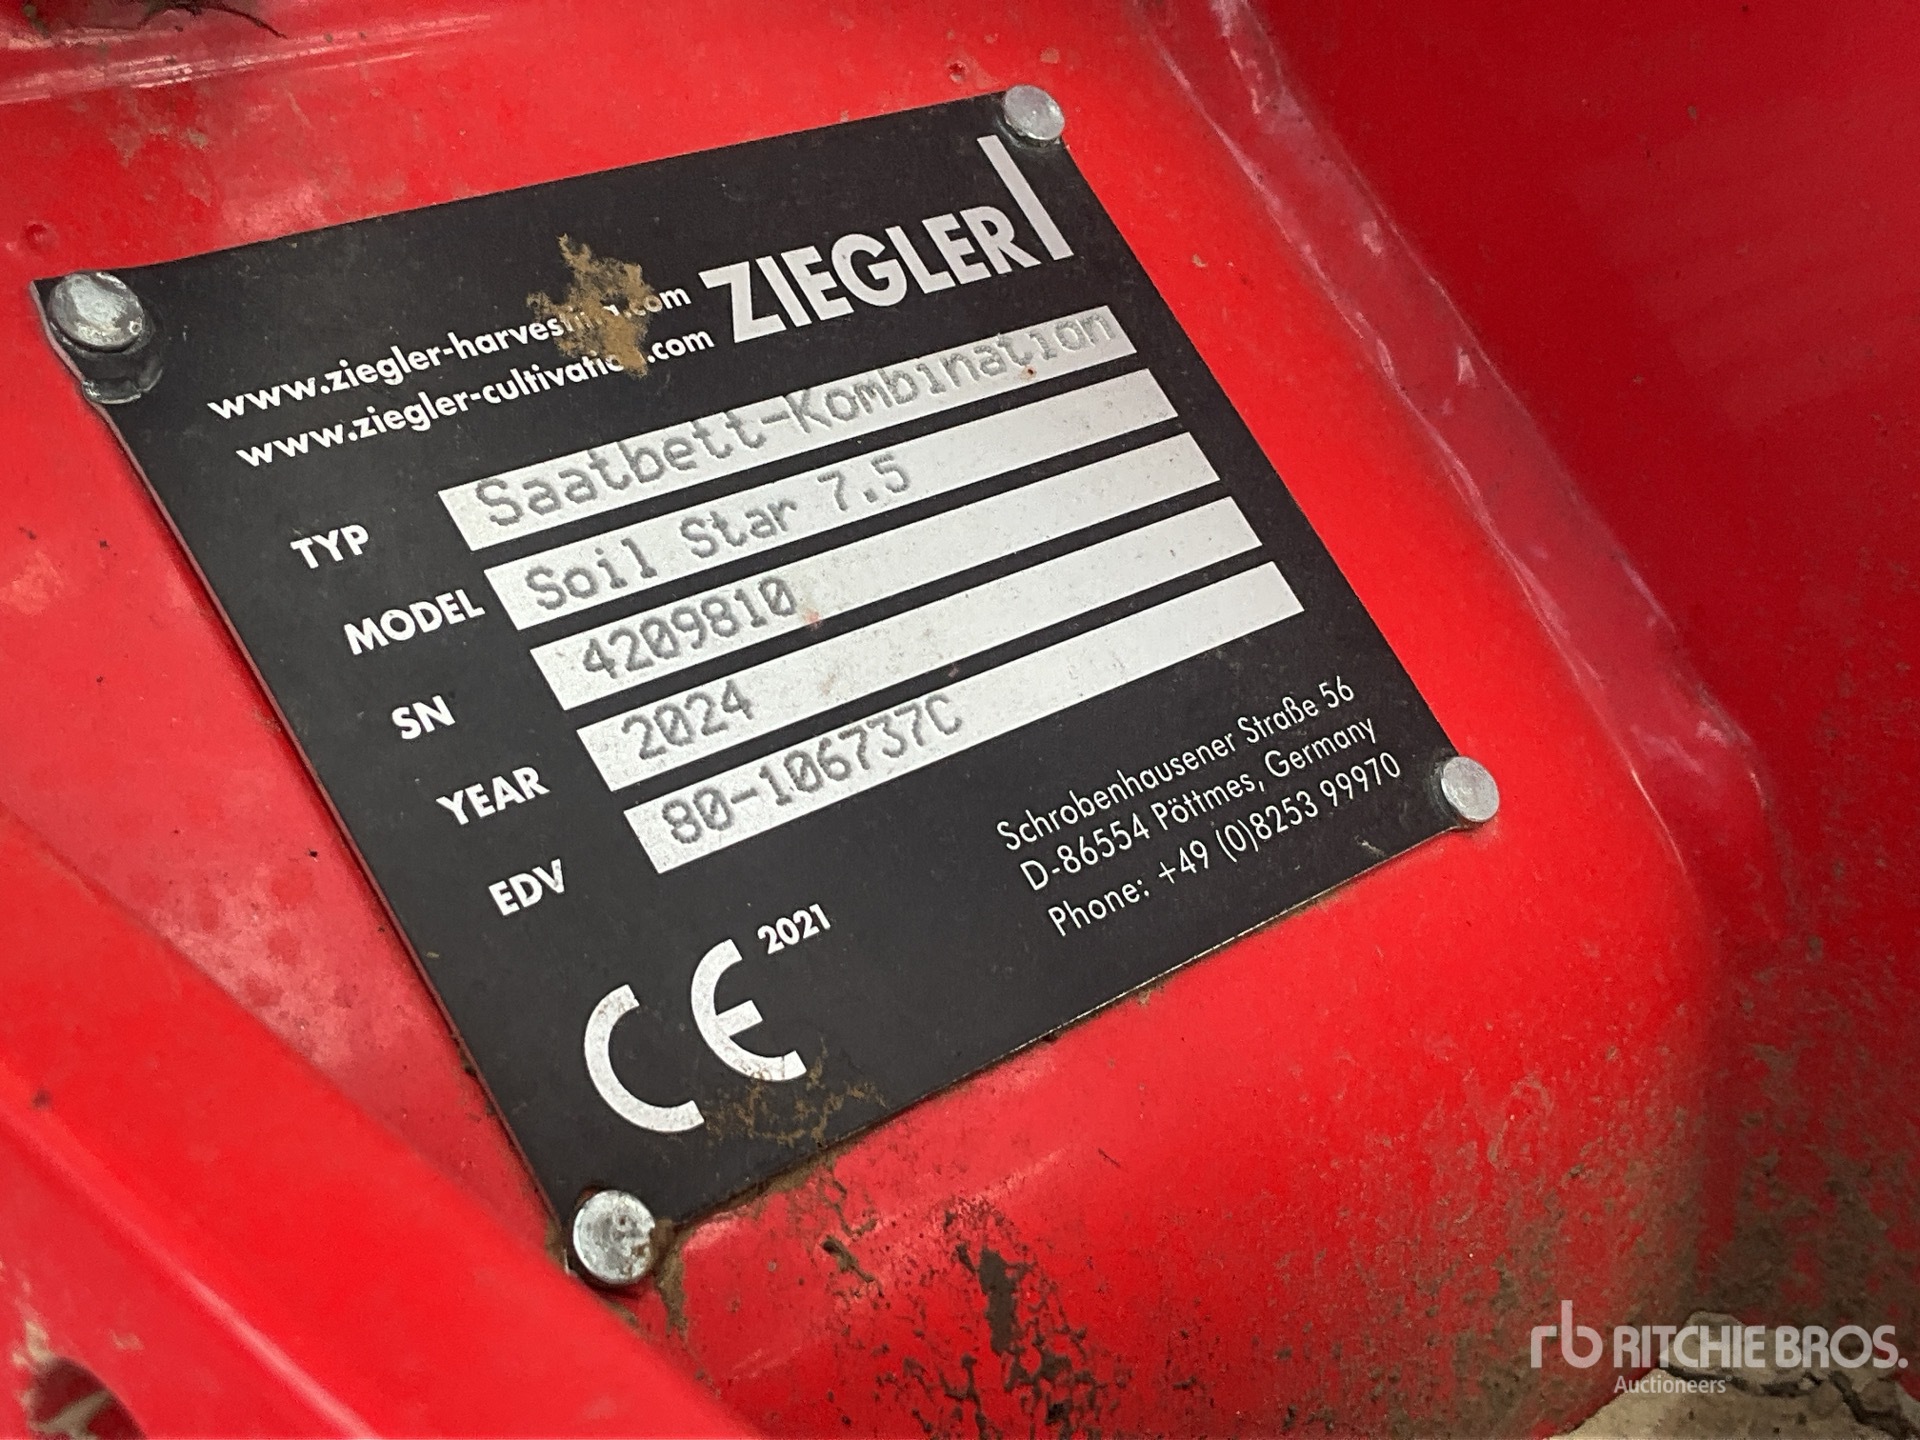 ZIEGLER
www.ziegler-harvesting.com
www.ziegler-cultivation.com
TYP Saatbett-Kombination
MODEL Soil Star 7.5
SN 4209810
YEAR 2024
EDV 80-106737C
CE 2021
Schrobenhausener Straße 56
D-86554 Pöttmes, Germany
Phone: +49 (0)8253 99970
rb RITCHIE BROS.
Auctioneers